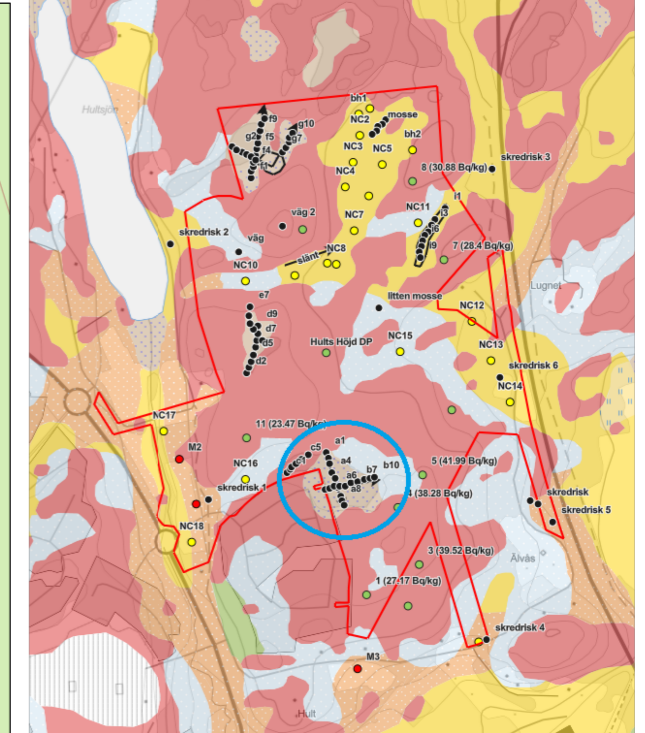 bh1
Hultsjön
f9
NC2
mosse
g10
g2
f5
g7
f4
bh2
NC3
NC5
skredrisk 3
NC4
8 (30.88 Bq/kg)
i1
väg 2
NC11
i3
NC7
i6
skredrisk 2
väg
i9
7 (28.4 Bq/kg)
slänt
NC8
NC10
Lugnet
e7
litten mosse
d9
NC12
d7
Hults Höjd DP
NC15
d5
NC13
d2
skredrisk 6
NC14
NC17
11 (23.47 Bq/kg)
a1
M2
c5
NC16
a4
b10
5 (41.99 Bq/kg)
a6
b7
skredrisk 1
a8
4 (38.28 Bq/kg)
skredrisk
skredrisk 5
NC18
3 (39.52 Bq/kg)
Älvås
1 (27-17 Bq/kg)
skredrisk 4
M3
Hult